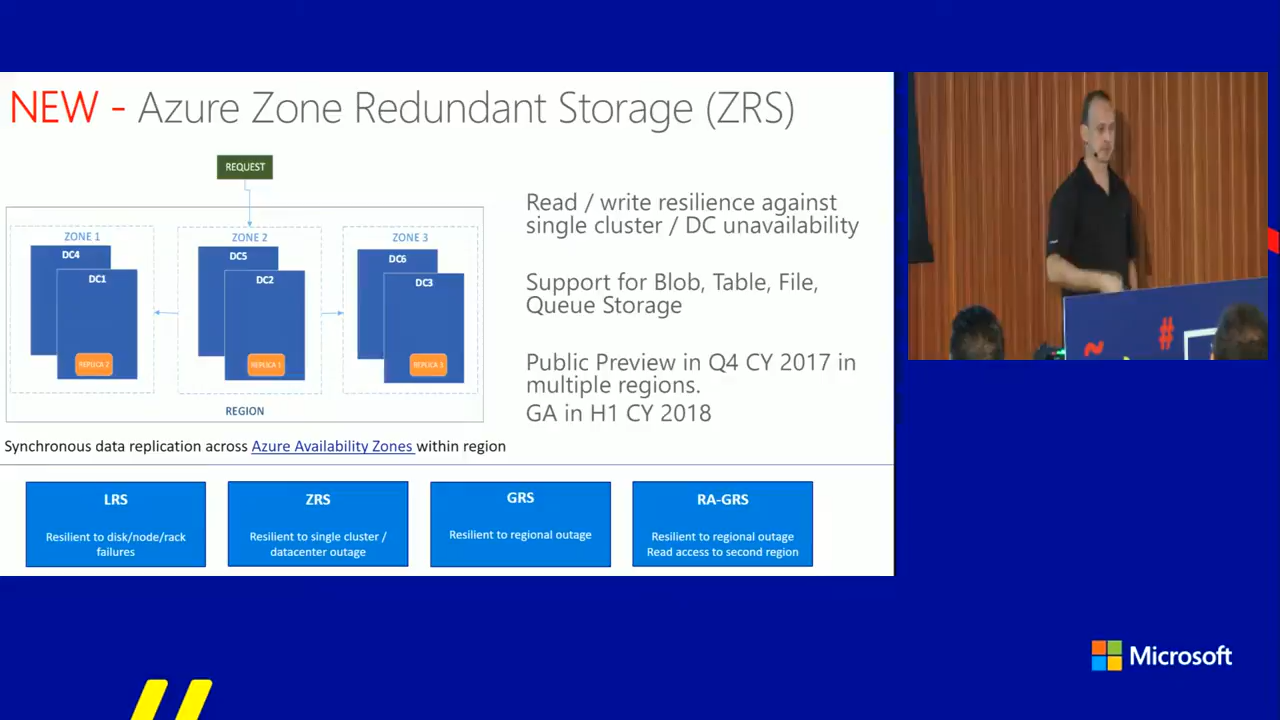 NEW - Azure Zone Redundant Storage (ZRS)
REQUEST
ZONE 1
DC4
DC1
REPLICA 2
ZONE 2
DC5
DC2
REPLICA 1
ZONE 3
DC6
DC3
REPLICA 3
REGION
Synchronous data replication across Azure Availability Zones within region
Read / write resilience against
single cluster / DC unavailability
Support for Blob, Table, File,
Queue Storage
Public Preview in Q4 CY 2017 in
multiple regions.
GA in H1 CY 2018
LRS
Resilient to disk/node/rack
failures
ZRS
Resilient to single cluster /
datacenter outage
GRS
Resilient to regional outage
RA-GRS
Resilient to regional outage
Read access to second region
~
#
Microsoft
//